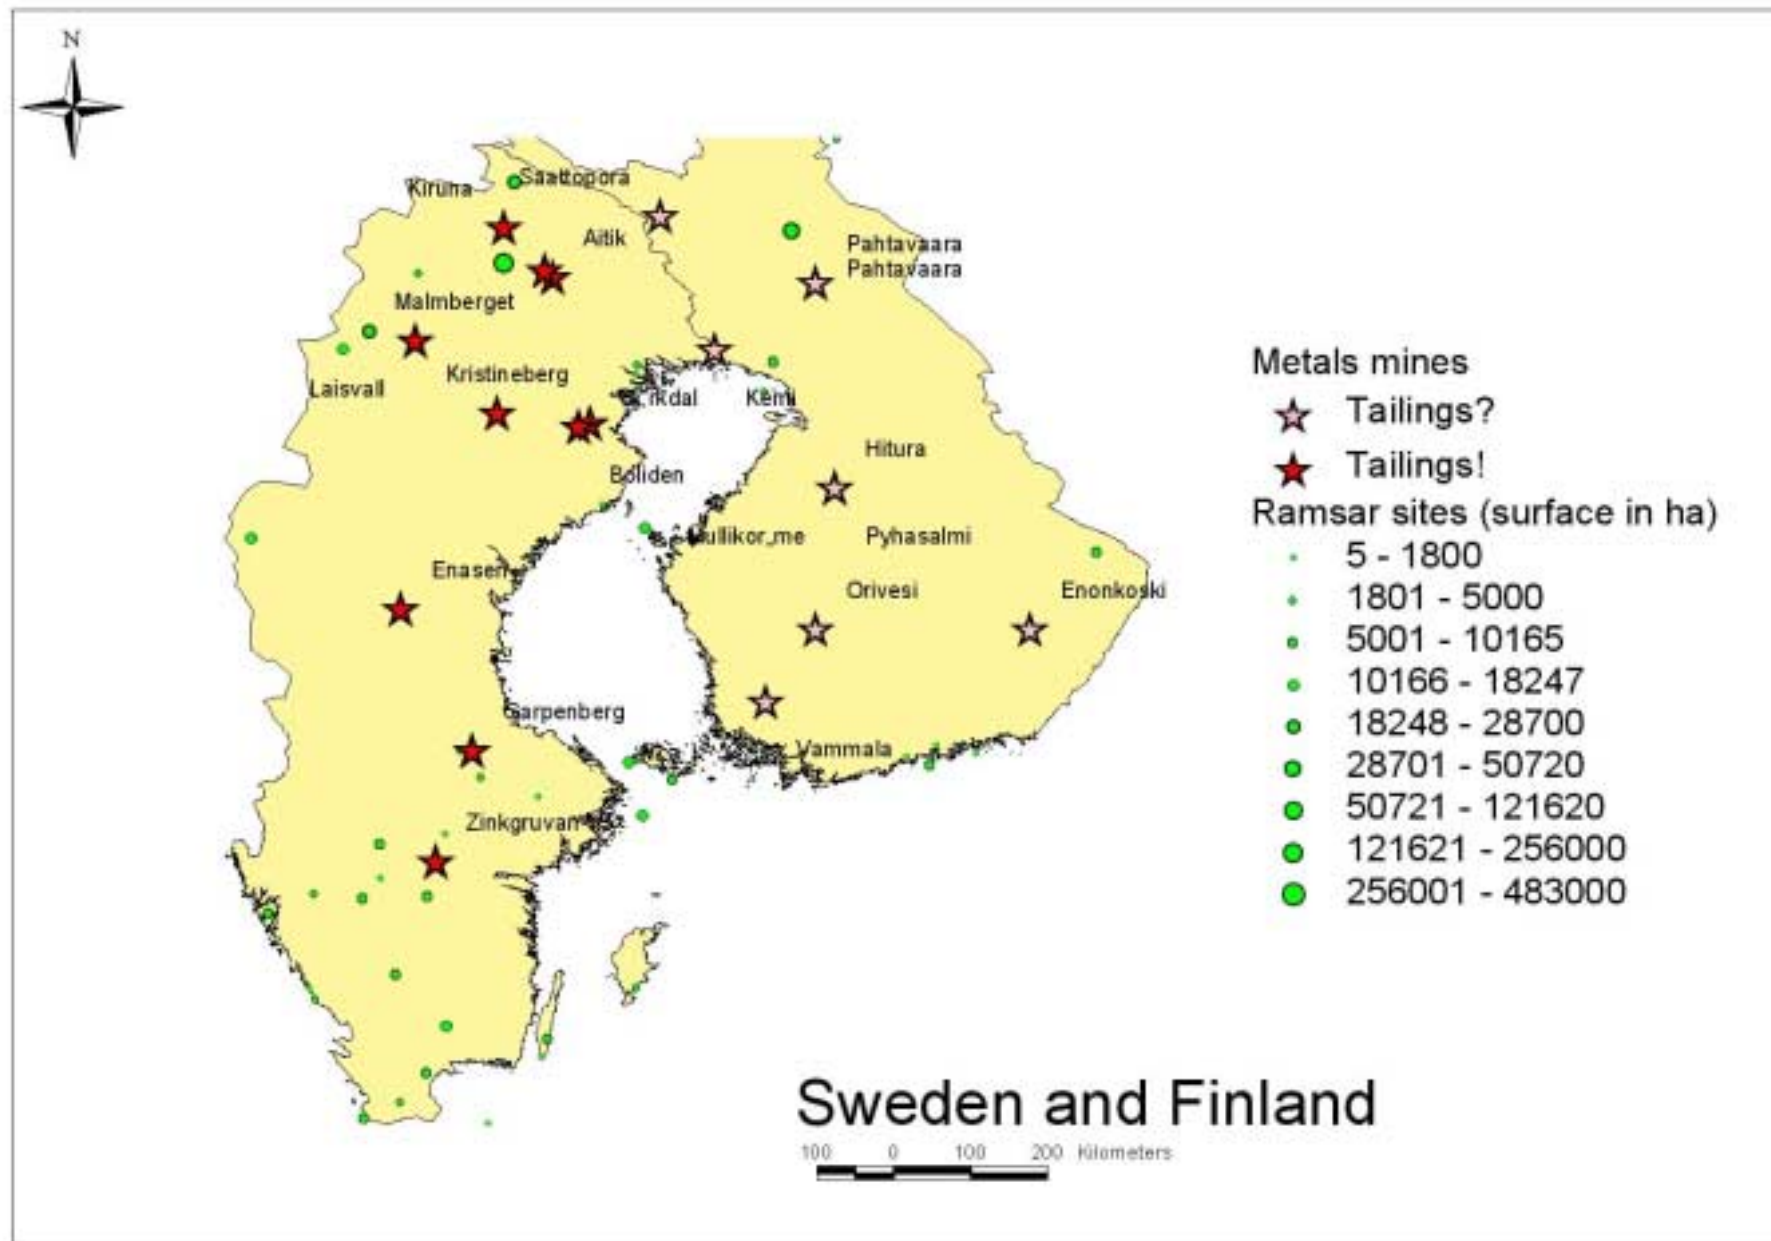 N
Kiruna
Saattopora
Aitik
Pahtavaara
Pahtavaara
Malmberget
Kristineberg
Laisvall
Kemi
Hitura
Boliden
Pyhasalmi
Enasen
Orivesi
Enonkoski
Garpenberg
Vammala
Zinkgruvan
Metals mines
Tailings?
Tailings!
Ramsar sites (surface in ha)
5 - 1800
1801 - 5000
5001 - 10165
10166 - 18247
18248 - 28700
28701 - 50720
50721 - 121620
121621 - 256000
256001 - 483000
Sweden and Finland
100 0 100 200 Kilometers